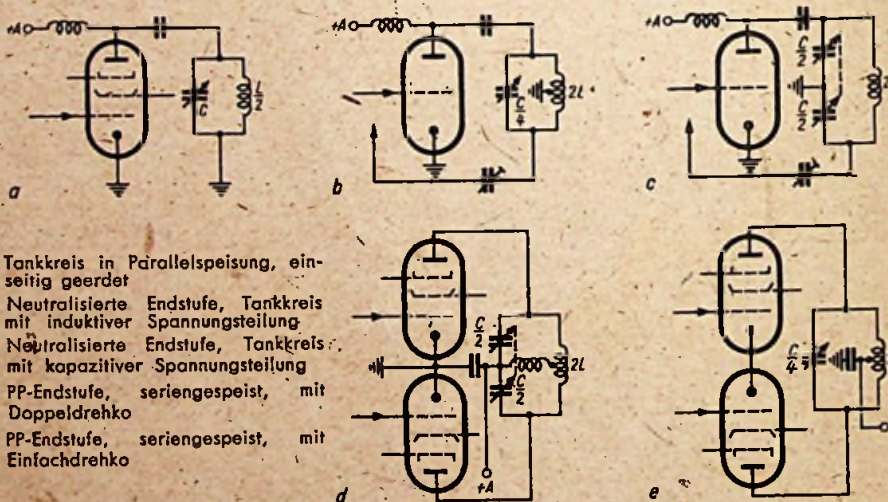 +A
C
L/2
a
+A
C/4
2L
b
+A
C/2
C/2
c
Tankkreis in Parallelspeisung, ein-
seitig geerdet
Neutralisierte Endstufe, Tankkreis
mit induktiver Spannungsteilung
Neutralisierte Endstufe, Tankkreis
mit kapazitiver Spannungsteilung
PP-Endstufe, seriengespeist, mit
Doppeldrehko
PP-Endstufe, seriengespeist, mit
Einfachdrehko
C/2
C/2
2L
+A
d
C/4
e